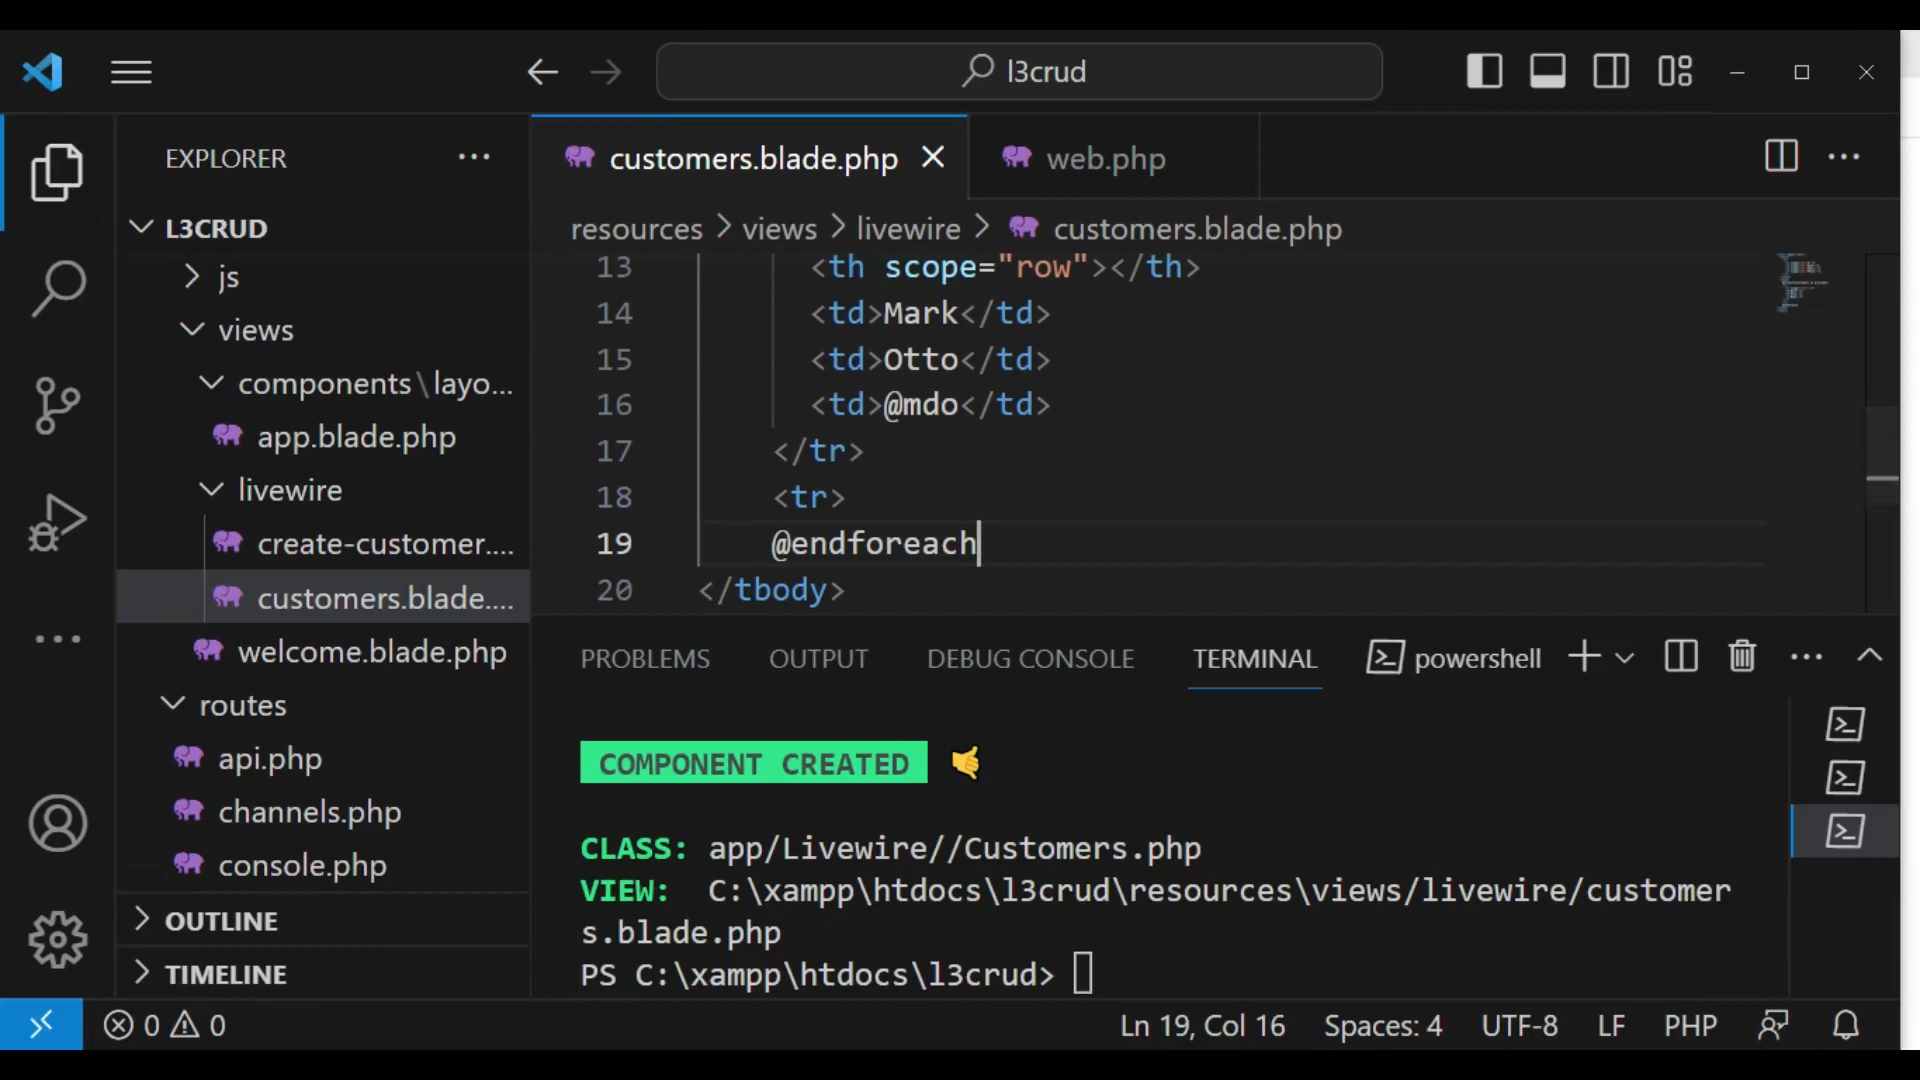 l3crud
EXPLORER
customers.blade.php
web.php
L3CRUD
resources > views > livewire > customers.blade.php
js
views
components\layo...
app.blade.php
livewire
create-customer....
customers.blade....
welcome.blade.php
routes
api.php
channels.php
console.php
OUTLINE
TIMELINE
13 <th scope="row"></th>
14 <td>Mark</td>
15 <td>Otto</td>
16 <td>@mdo</td>
17 </tr>
18 <tr>
19 @endforeach
20 </tbody>
PROBLEMS OUTPUT DEBUG CONSOLE TERMINAL powershell
COMPONENT CREATED 🤙
CLASS: app/Livewire//Customers.php
VIEW: C:\xampp\htdocs\l3crud\resources\views/livewire/customer
s.blade.php
PS C:\xampp\htdocs\l3crud>
0 0 Ln 19, Col 16 Spaces: 4 UTF-8 LF PHP